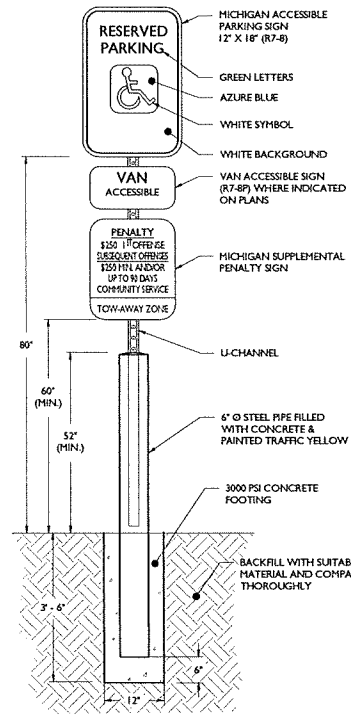 RESERVED
PARKING
MICHIGAN ACCESSIBLE
PARKING SIGN
12" X 18" (R7-8)
GREEN LETTERS
AZURE BLUE
WHITE SYMBOL
WHITE BACKGROUND
VAN
ACCESSIBLE
VAN ACCESSIBLE SIGN
(R7-8P) WHERE INDICATED
ON PLANS
PENALTY
$250 1ST OFFENSE
SUBSEQUENT OFFENSES
$250 MIN. AND/OR
UP TO 90 DAYS
COMMUNITY SERVICE
TOW-AWAY ZONE
MICHIGAN SUPPLEMENTAL
PENALTY SIGN
U-CHANNEL
80"
60"
(MIN.)
52"
(MIN.)
6" Ø STEEL PIPE FILLED
WITH CONCRETE &
PAINTED TRAFFIC YELLOW
3000 PSI CONCRETE
FOOTING
BACKFILL WITH SUITAB
MATERIAL AND COMPA
THOROUGHLY
3' - 6"
6"
12"